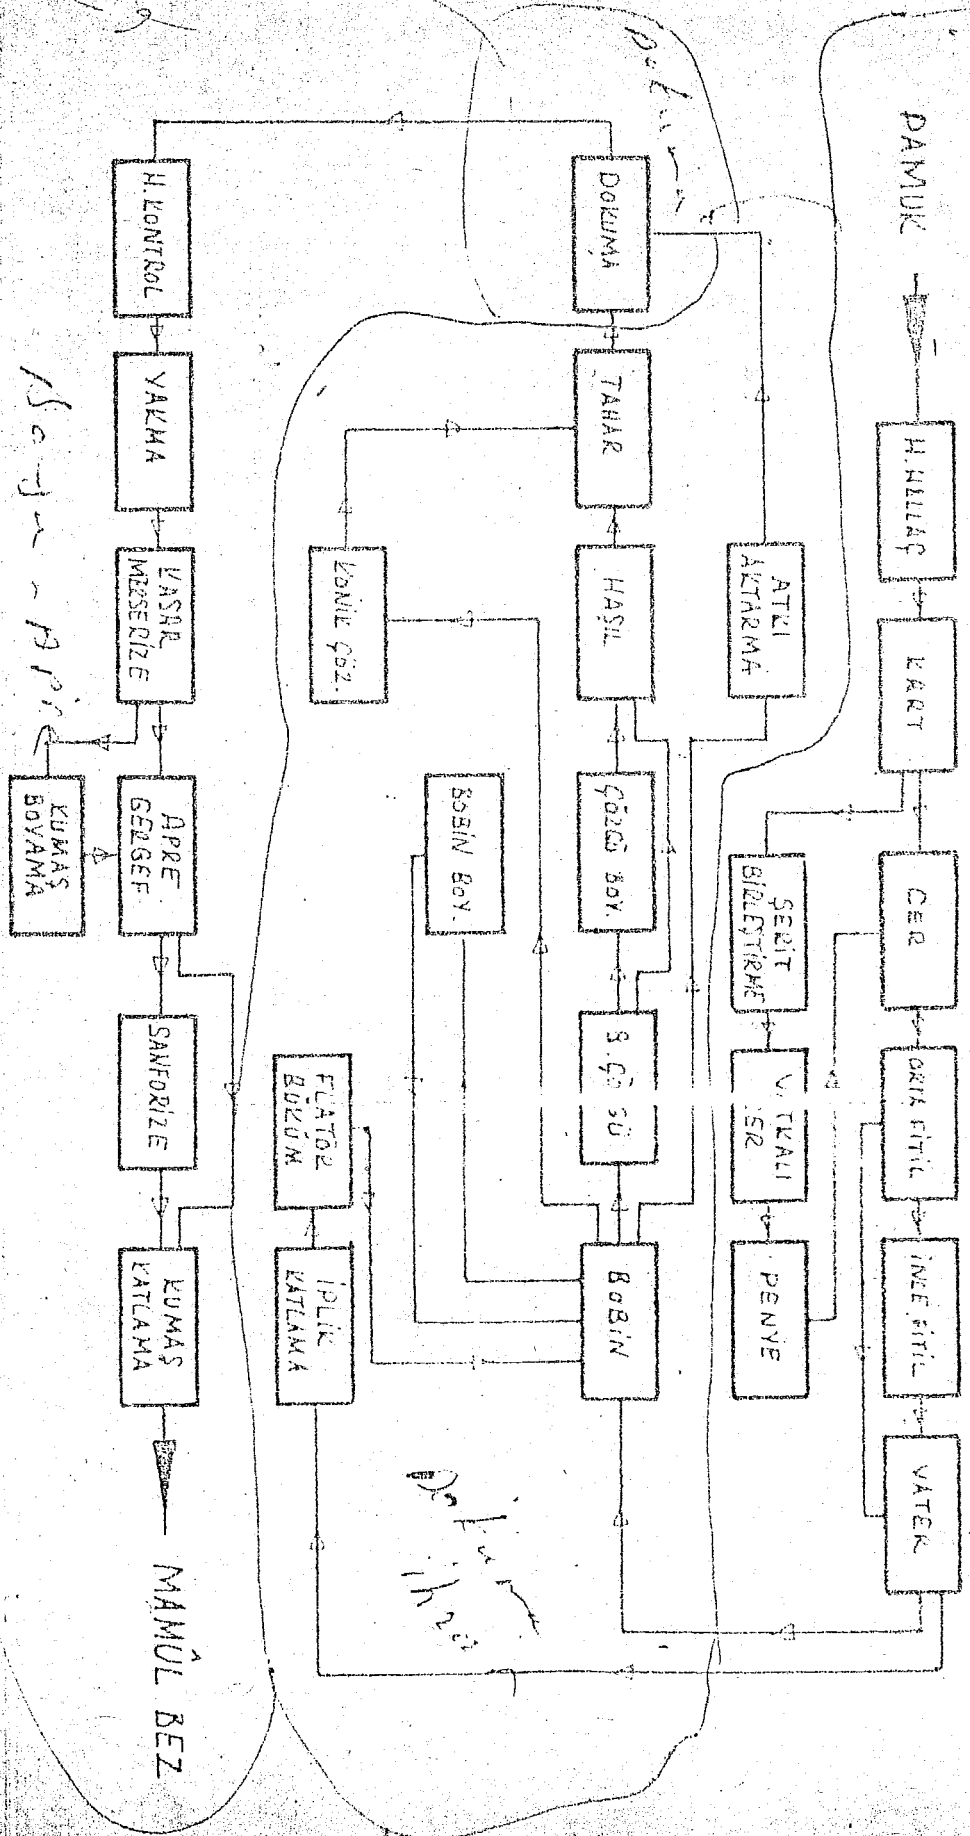 PAMUK
H.HALLAÇ
KART
CER
ORTA FİTİL
İNCE FİTİL
VATER
ŞERİT
BİRLEŞTİRME
PENYE
ATKI
AKTARMA
DOKUMA
TAHAR
HAŞIL
ÇÖZGÜ BOY.
BOBİN
BOBİN BOY.
KONİK ÇÖZ.
FLATÖR
BÜKÜM
İPLİK
KATLAMA
H.KONTROL
YAKMA
KASAR
MERSERİZE
APRE
GERGEF
SANFORİZE
KUMAŞ
KATLAMA
MAMÛL BEZ
KUMAŞ
BOYAMA